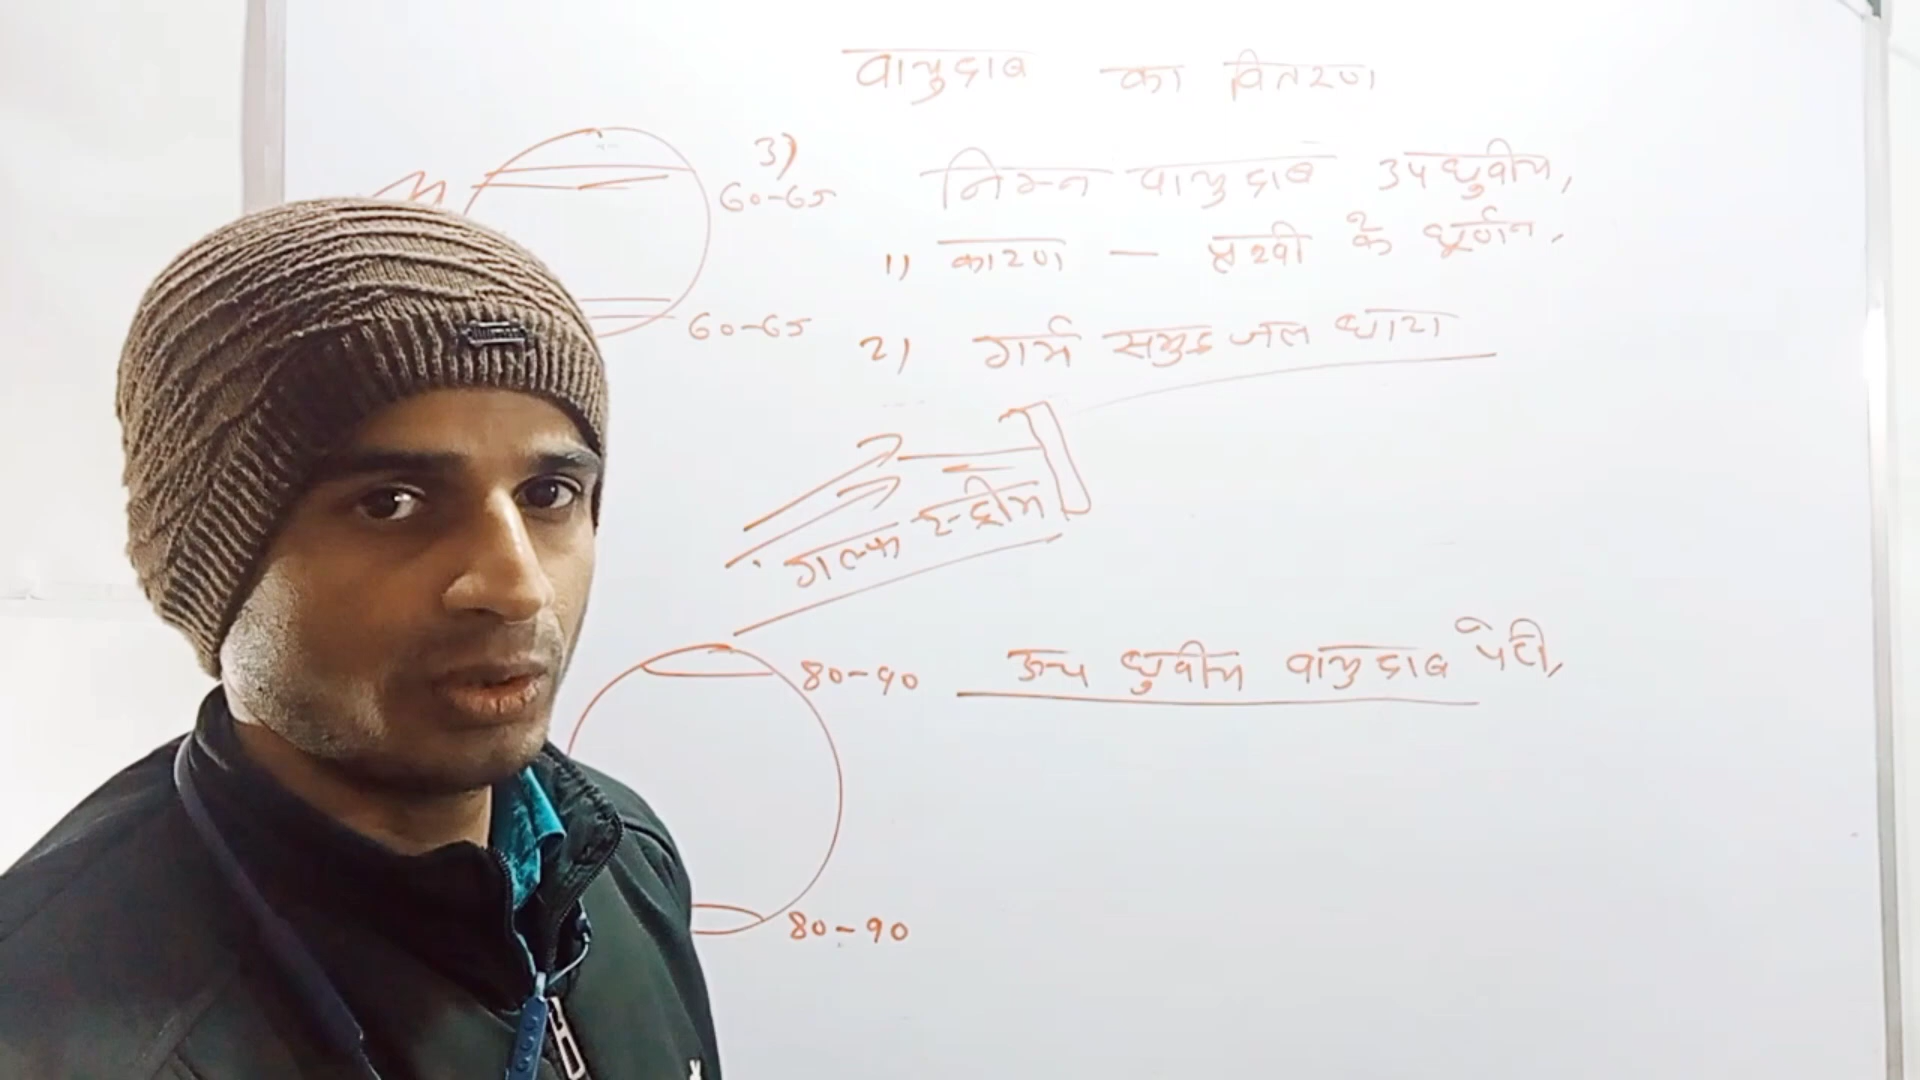 वायुदाब का वितरण
3)
60-65
निम्न वायुदाब उपध्रुवीय,
1) कारण — पृथ्वी के घूर्णन,
60-65
2) गर्म समुद्र जल धारा
गल्फ स्ट्रीम
80-90
उच्च ध्रुवीय वायुदाब पेटी,
80-90